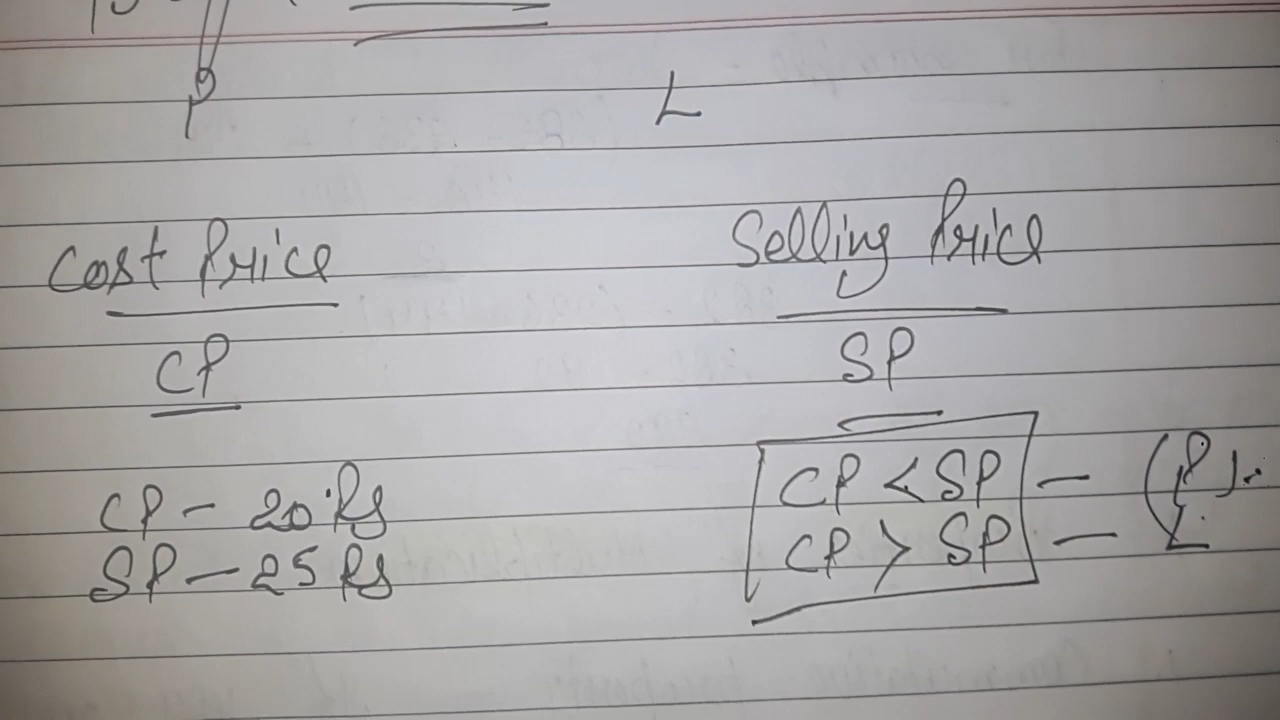 P
L
Cost Price
Selling Price
CP
SP
CP - 20 Rs
SP - 25 Rs
CP < SP - (P).
CP > SP - L